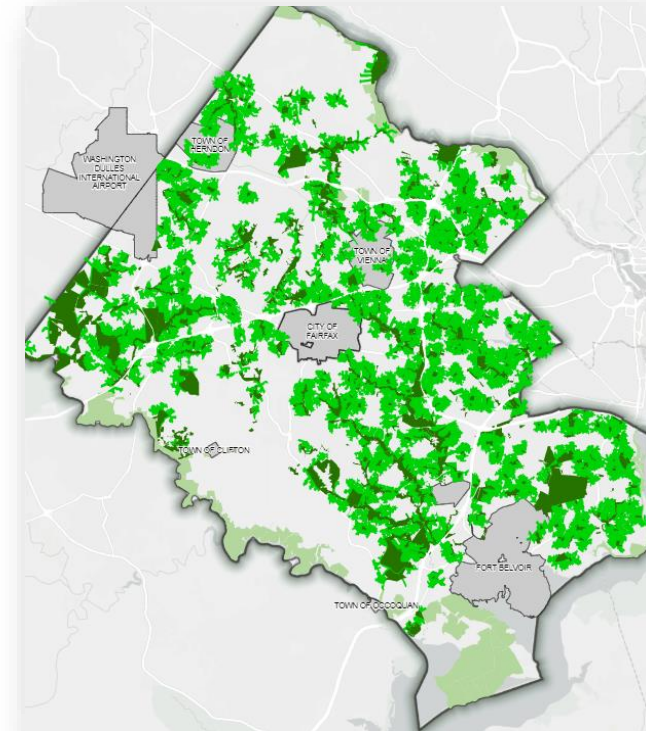 TOWN OF
HERNDON
WASHINGTON
DULLES
INTERNATIONAL
AIRPORT
TOWN OF
VIENNA
CITY OF
FAIRFAX
TOWN OF CLIFTON
FORT BELVOIR
TOWN OF OCCOQUAN